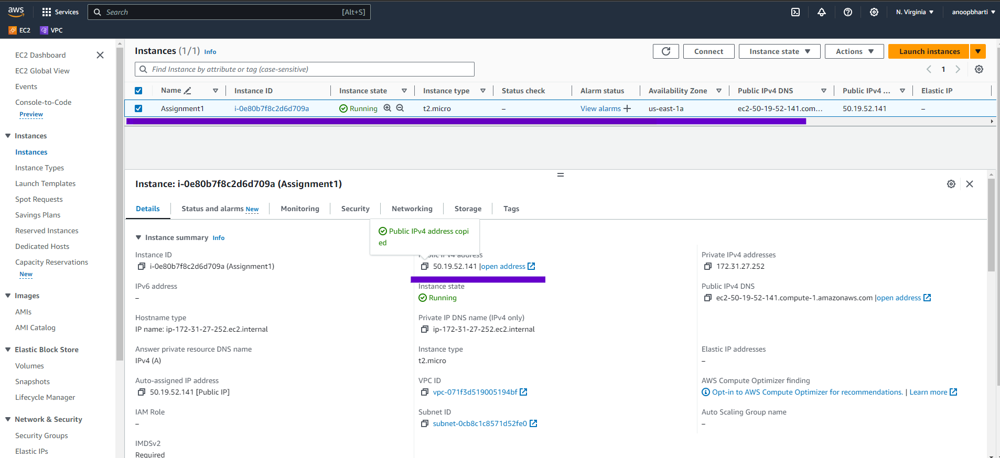 aws Services Search [Alt+S] N. Virginia anoopbharti
EC2 VPC
EC2 Dashboard
EC2 Global View
Events
Console-to-Code
Preview
Instances
Instances
Instance Types
Launch Templates
Spot Requests
Savings Plans
Reserved Instances
Dedicated Hosts
Capacity Reservations
New
Images
AMIs
AMI Catalog
Elastic Block Store
Volumes
Snapshots
Lifecycle Manager
Network & Security
Security Groups
Elastic IPs
Instances (1/1) Info Connect Instance state Actions Launch instances
Find Instance by attribute or tag (case-sensitive) 1
Name Instance ID Instance state Instance type Status check Alarm status Availability Zone Public IPv4 DNS Public IPv4 ... Elastic IP
Assignment1 i-0e80b7f8c2d6d709a Running t2.micro – View alarms + us-east-1a ec2-50-19-52-141.com... 50.19.52.141 –
Instance: i-0e80b7f8c2d6d709a (Assignment1)
Details Status and alarms New Monitoring Security Networking Storage Tags
Public IPv4 address copi
ed
Instance summary Info
Instance ID
i-0e80b7f8c2d6d709a (Assignment1)
Public IPv4 address
50.19.52.141 |open address
Private IPv4 addresses
172.31.27.252
IPv6 address
–
Instance state
Running
Public IPv4 DNS
ec2-50-19-52-141.compute-1.amazonaws.com |open address
Hostname type
IP name: ip-172-31-27-252.ec2.internal
Private IP DNS name (IPv4 only)
ip-172-31-27-252.ec2.internal
Answer private resource DNS name
IPv4 (A)
Instance type
t2.micro
Elastic IP addresses
–
Auto-assigned IP address
50.19.52.141 [Public IP]
VPC ID
vpc-071f3d519005194bf
AWS Compute Optimizer finding
Opt-in to AWS Compute Optimizer for recommendations. | Learn more
IAM Role
–
Subnet ID
subnet-0cb8c1c8571d52fe0
Auto Scaling Group name
–
IMDSv2
Required